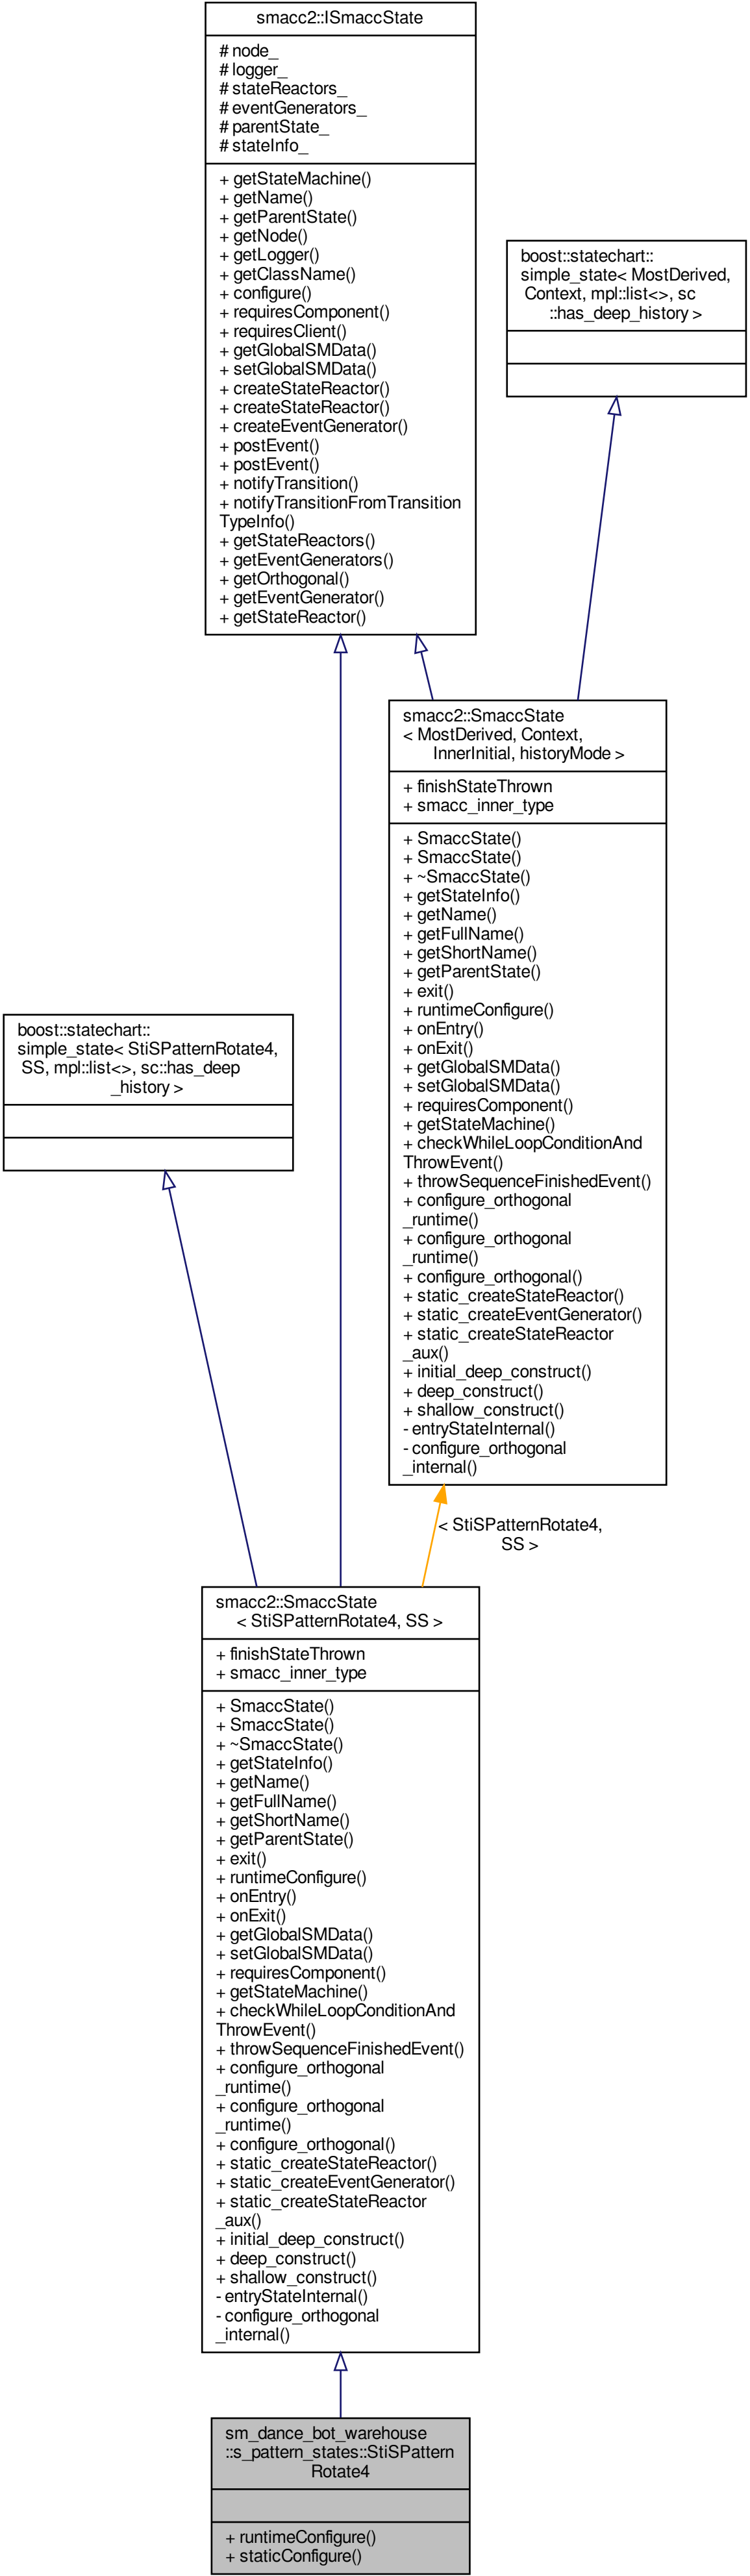 smacc2::ISmaccState
# node_
# logger_
# stateReactors_
# eventGenerators_
# parentState_
# stateInfo_
+ getStateMachine()
+ getName()
+ getParentState()
+ getNode()
+ getLogger()
+ getClassName()
+ configure()
+ requiresComponent()
+ requiresClient()
+ getGlobalSMData()
+ setGlobalSMData()
+ createStateReactor()
+ createStateReactor()
+ createEventGenerator()
+ postEvent()
+ postEvent()
+ notifyTransition()
+ notifyTransitionFromTransition
TypeInfo()
+ getStateReactors()
+ getEventGenerators()
+ getOrthogonal()
+ getEventGenerator()
+ getStateReactor()
boost::statechart::
simple_state< MostDerived,
Context, mpl::list<>, sc
::has_deep_history >
smacc2::SmaccState
< MostDerived, Context,
InnerInitial, historyMode >
+ finishStateThrown
+ smacc_inner_type
+ SmaccState()
+ SmaccState()
+ ~SmaccState()
+ getStateInfo()
+ getName()
+ getFullName()
+ getShortName()
+ getParentState()
+ exit()
+ runtimeConfigure()
+ onEntry()
+ onExit()
+ getGlobalSMData()
+ setGlobalSMData()
+ requiresComponent()
+ getStateMachine()
+ checkWhileLoopConditionAnd
ThrowEvent()
+ throwSequenceFinishedEvent()
+ configure_orthogonal
_runtime()
+ configure_orthogonal
_runtime()
+ configure_orthogonal()
+ static_createStateReactor()
+ static_createEventGenerator()
+ static_createStateReactor
_aux()
+ initial_deep_construct()
+ deep_construct()
+ shallow_construct()
- entryStateInternal()
- configure_orthogonal
_internal()
boost::statechart::
simple_state< StiSPatternRotate4,
SS, mpl::list<>, sc::has_deep
_history >
< StiSPatternRotate4,
SS >
smacc2::SmaccState
< StiSPatternRotate4, SS >
+ finishStateThrown
+ smacc_inner_type
+ SmaccState()
+ SmaccState()
+ ~SmaccState()
+ getStateInfo()
+ getName()
+ getFullName()
+ getShortName()
+ getParentState()
+ exit()
+ runtimeConfigure()
+ onEntry()
+ onExit()
+ getGlobalSMData()
+ setGlobalSMData()
+ requiresComponent()
+ getStateMachine()
+ checkWhileLoopConditionAnd
ThrowEvent()
+ throwSequenceFinishedEvent()
+ configure_orthogonal
_runtime()
+ configure_orthogonal
_runtime()
+ configure_orthogonal()
+ static_createStateReactor()
+ static_createEventGenerator()
+ static_createStateReactor
_aux()
+ initial_deep_construct()
+ deep_construct()
+ shallow_construct()
- entryStateInternal()
- configure_orthogonal
_internal()
sm_dance_bot_warehouse
::s_pattern_states::StiSPattern
Rotate4
+ runtimeConfigure()
+ staticConfigure()